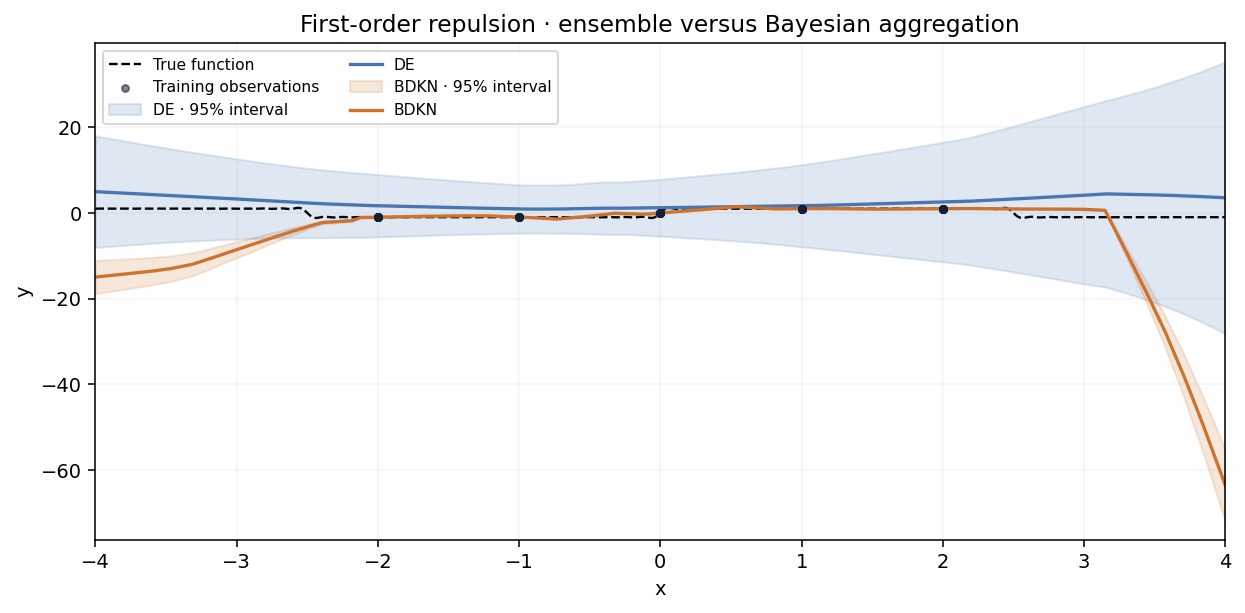 First-order repulsion · ensemble versus Bayesian aggregation
True function
Training observations
DE · 95% interval
DE
BDKN · 95% interval
BDKN
20
0
−20
−40
−60
y
−4 −3 −2 −1 0 1 2 3 4
x